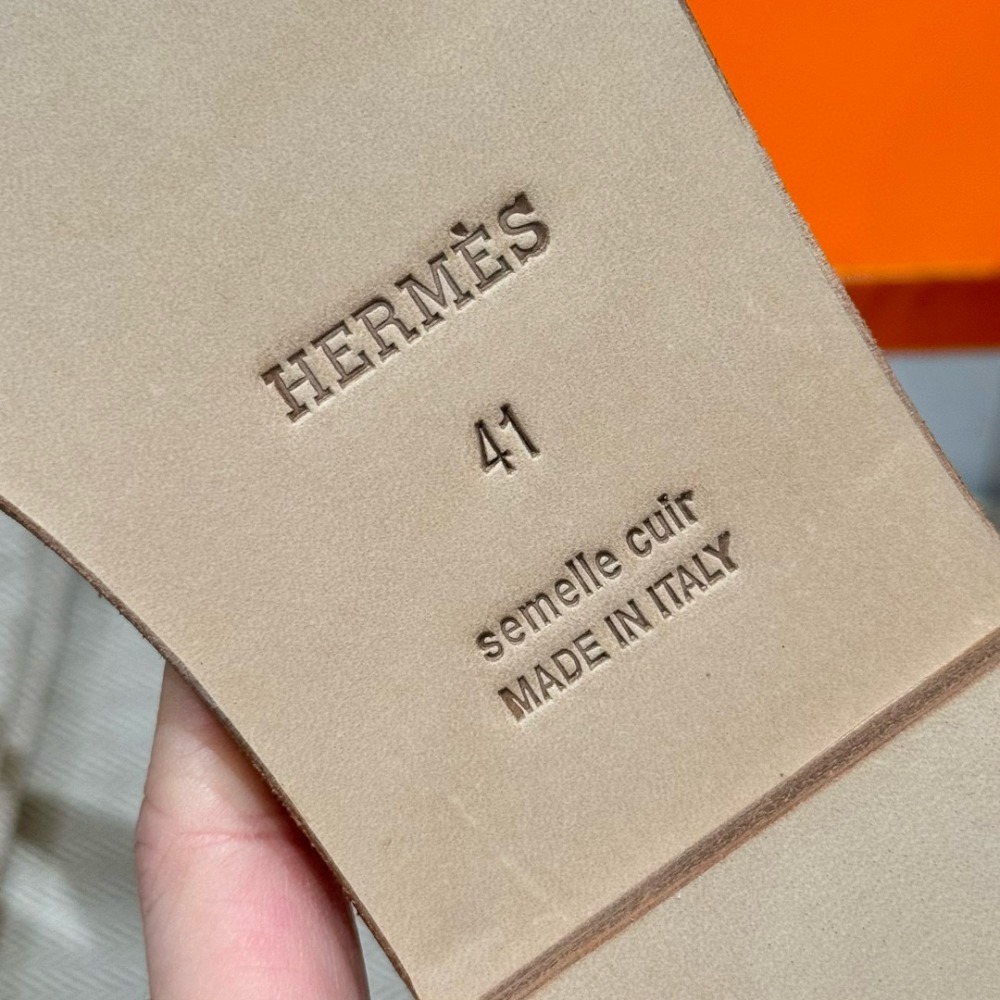 HERMÈS
41
semelle cuir
MADE IN ITALY